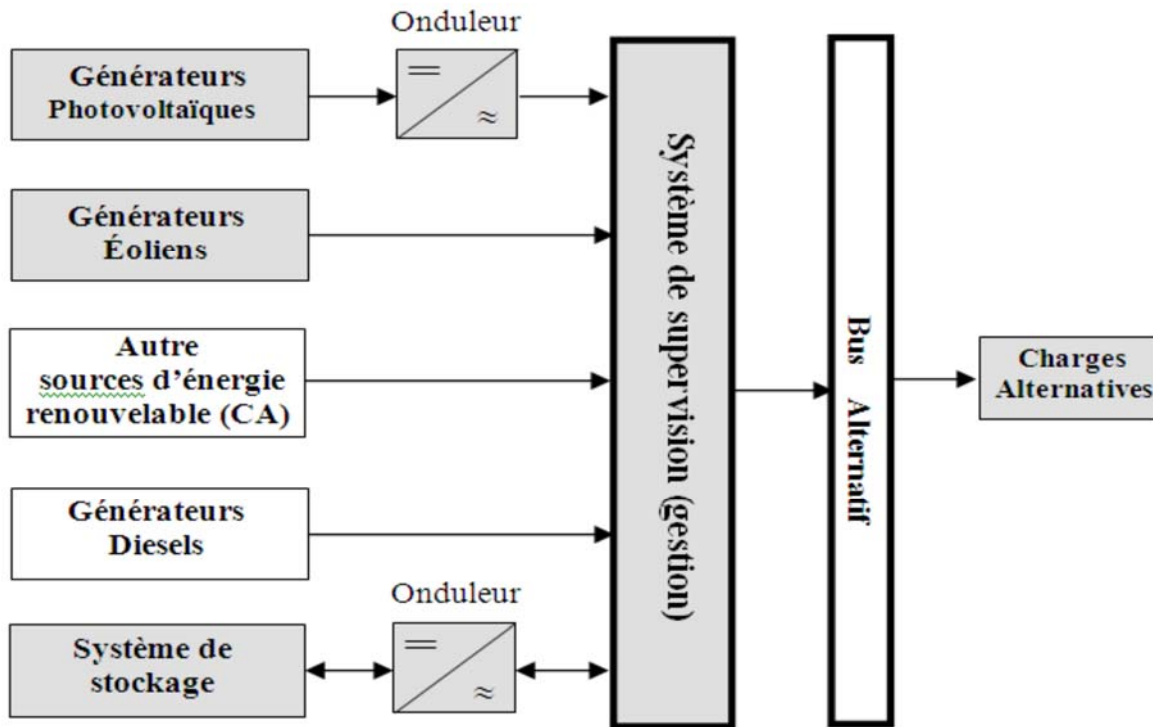 Onduleur
Générateurs
Photovoltaïques
=
≈
Générateurs
Éoliens
Autre
sources d'énergie
renouvelable (CA)
Générateurs
Diesels
Onduleur
Système de
stockage
=
≈
Système de supervision (gestion)
Bus Alternatif
Charges
Alternatives